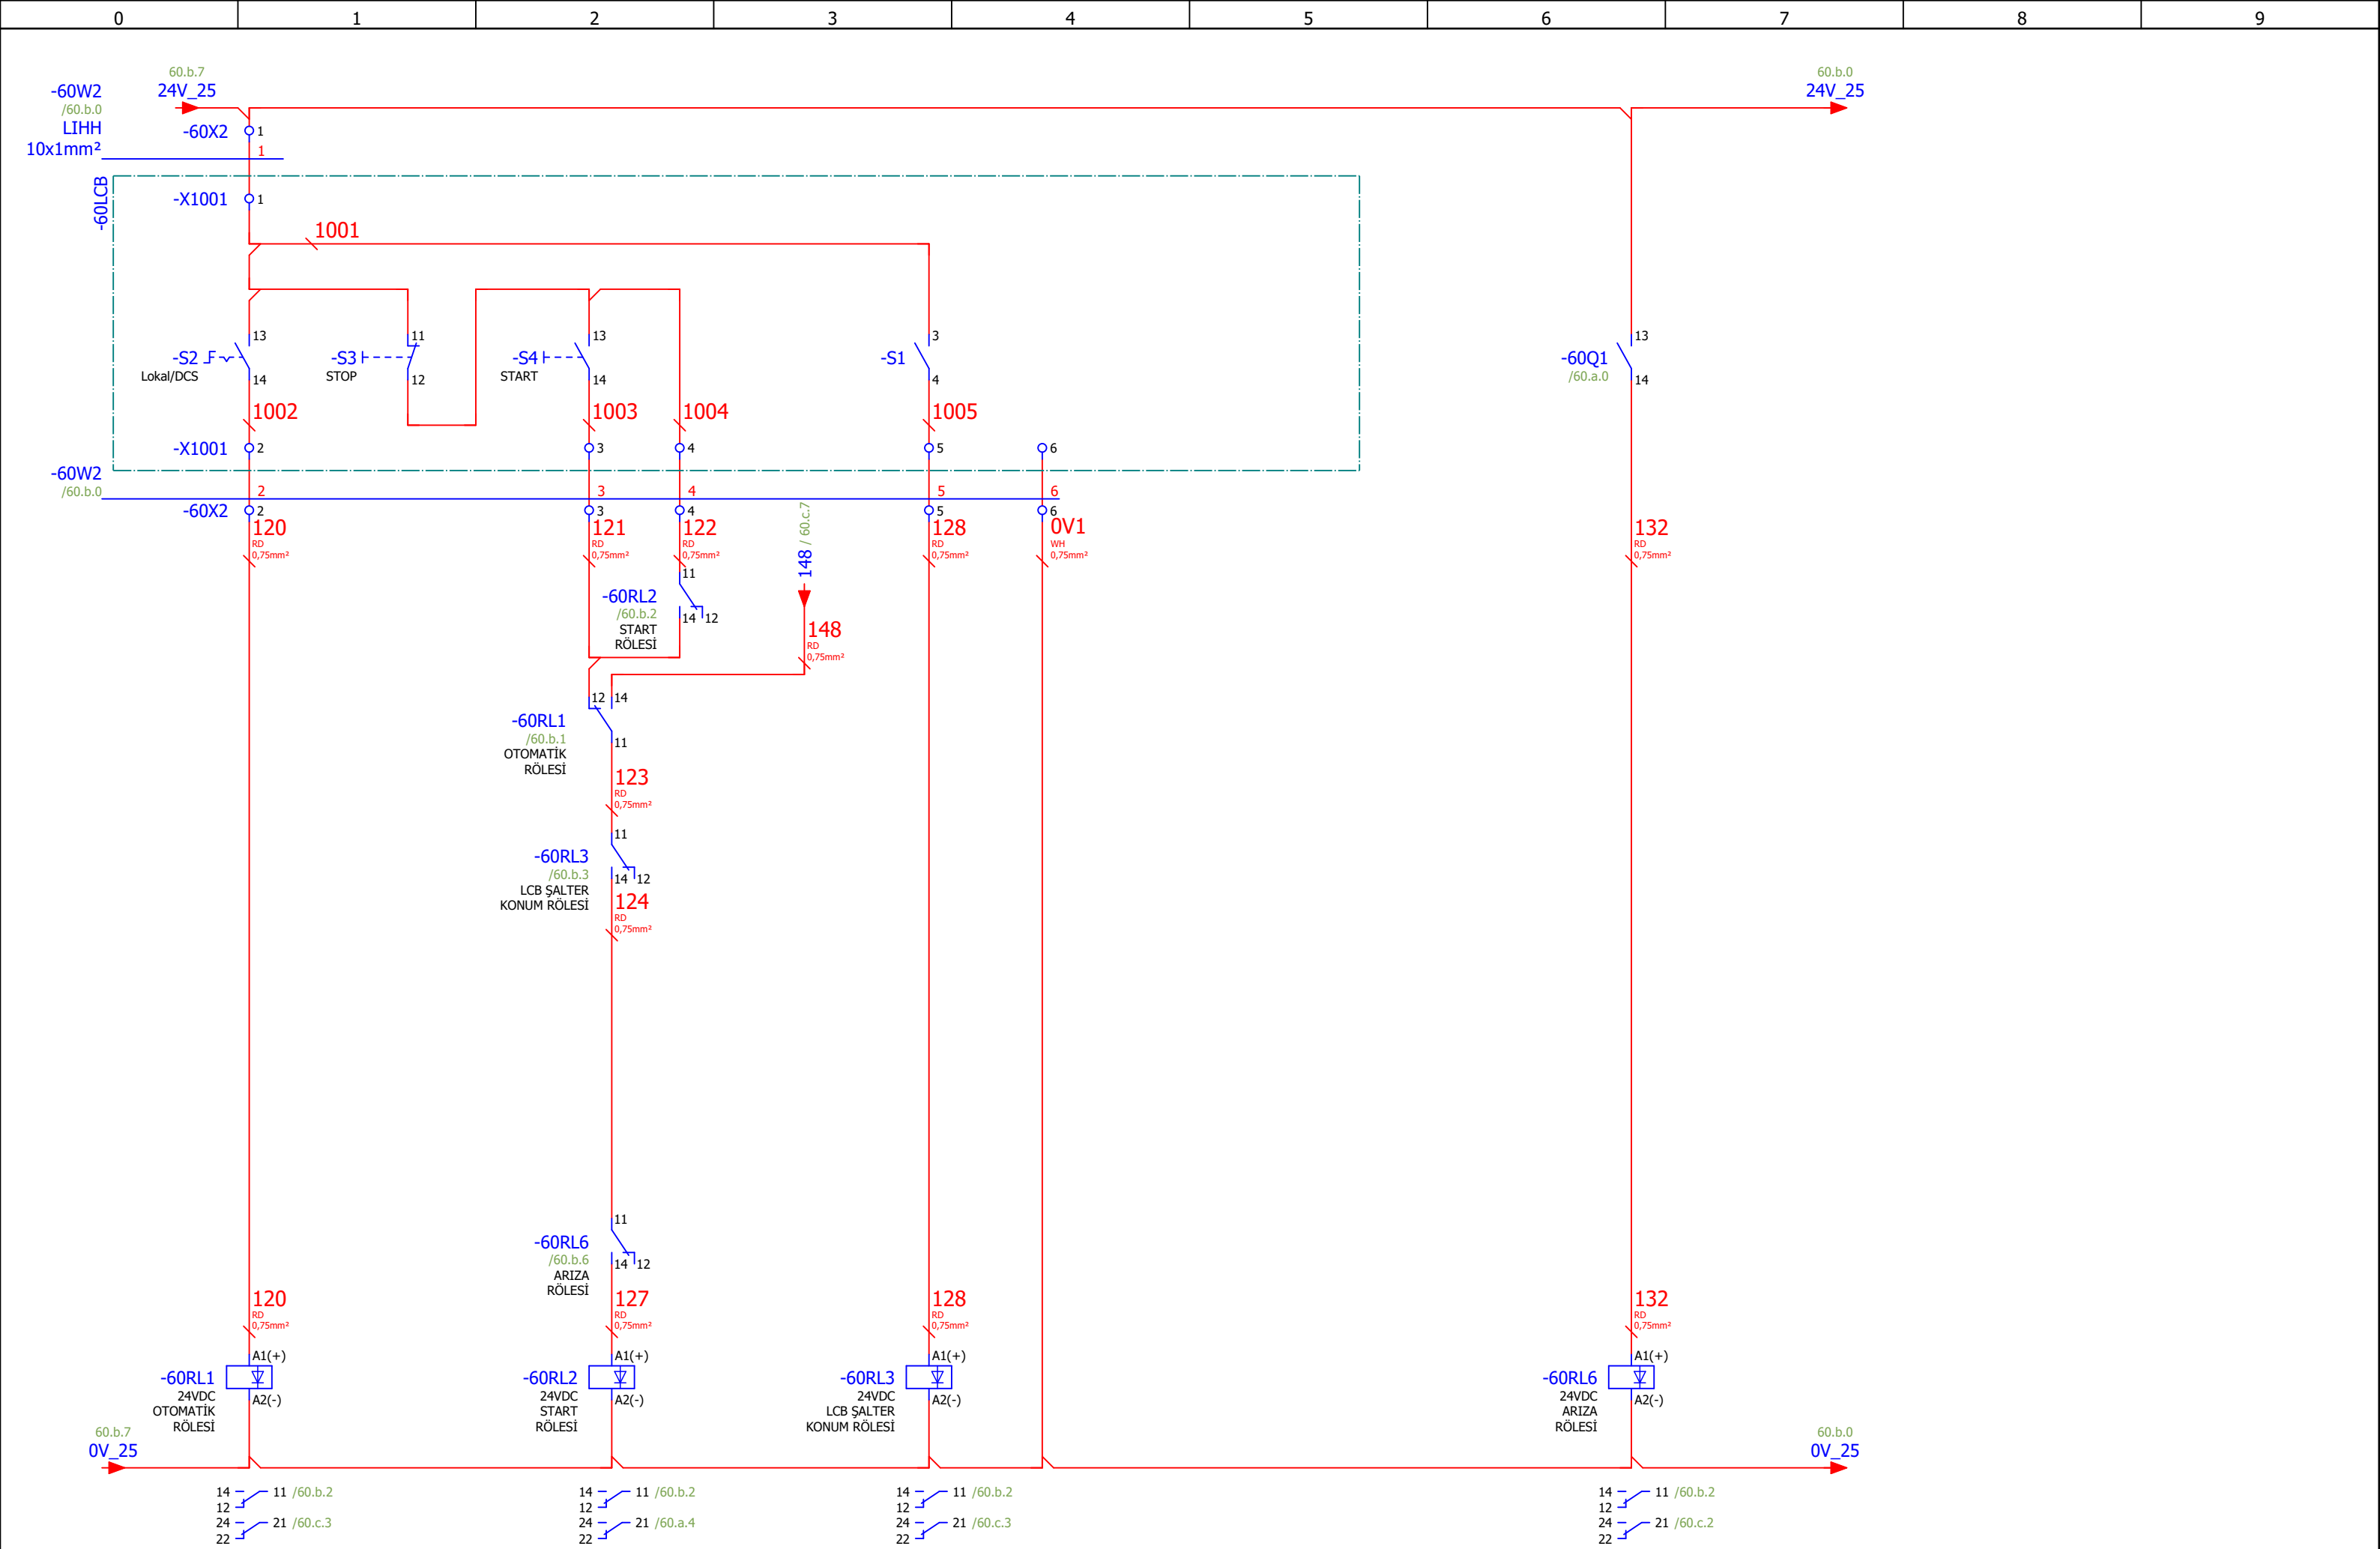 0 1 2 3 4 5 6 7 8 9
60.b.7
24V_25
60.b.0
24V_25
-60W2
/60.b.0
LIHH
10x1mm²
-60X2 1
1
-60LCB
-X1001 1
1001
-S2 13
Lokal/DCS 14
-S3 11
STOP 12
-S4 13
START 14
-S1 3
4
-60Q1 13
/60.a.0 14
1002
1003
1004
1005
-X1001 2 3 4 5 6
-60W2
/60.b.0
2 3 4 5 6
-60X2 2 3 4 5 6
120
RD
0,75mm²
121
RD
0,75mm²
122
RD
0,75mm²
148 / 60.c.7
128
RD
0,75mm²
0V1
WH
0,75mm²
132
RD
0,75mm²
11
-60RL2
/60.b.2
14 12
START
RÖLESİ
148
RD
0,75mm²
12 14
-60RL1
/60.b.1
11
OTOMATİK
RÖLESİ
123
RD
0,75mm²
11
-60RL3
/60.b.3
14 12
LCB ŞALTER
KONUM RÖLESİ
124
RD
0,75mm²
11
-60RL6
/60.b.6
14 12
ARIZA
RÖLESİ
120
RD
0,75mm²
127
RD
0,75mm²
128
RD
0,75mm²
132
RD
0,75mm²
A1(+)
-60RL1
24VDC
A2(-)
OTOMATİK
RÖLESİ
A1(+)
-60RL2
24VDC
A2(-)
START
RÖLESİ
A1(+)
-60RL3
24VDC
A2(-)
LCB ŞALTER
KONUM RÖLESİ
A1(+)
-60RL6
24VDC
A2(-)
ARIZA
RÖLESİ
60.b.7
0V_25
60.b.0
0V_25
14 11 /60.b.2
12
24 21 /60.c.3
22
14 11 /60.b.2
12
24 21 /60.a.4
22
14 11 /60.b.2
12
24 21 /60.c.3
22
14 11 /60.b.2
12
24 21 /60.c.2
22